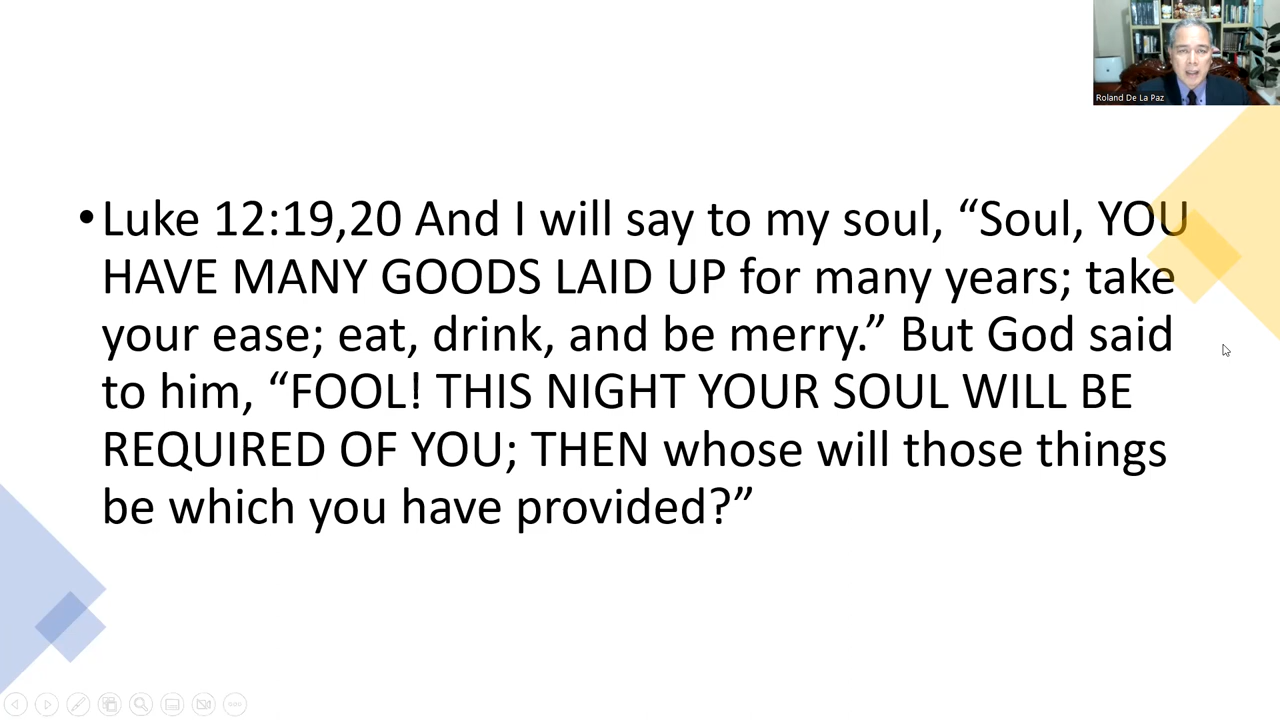 Roland De La Paz
• Luke 12:19,20 And I will say to my soul, “Soul, YOU
HAVE MANY GOODS LAID UP for many years; take
your ease; eat, drink, and be merry.” But God said
to him, “FOOL! THIS NIGHT YOUR SOUL WILL BE
REQUIRED OF YOU; THEN whose will those things
be which you have provided?”